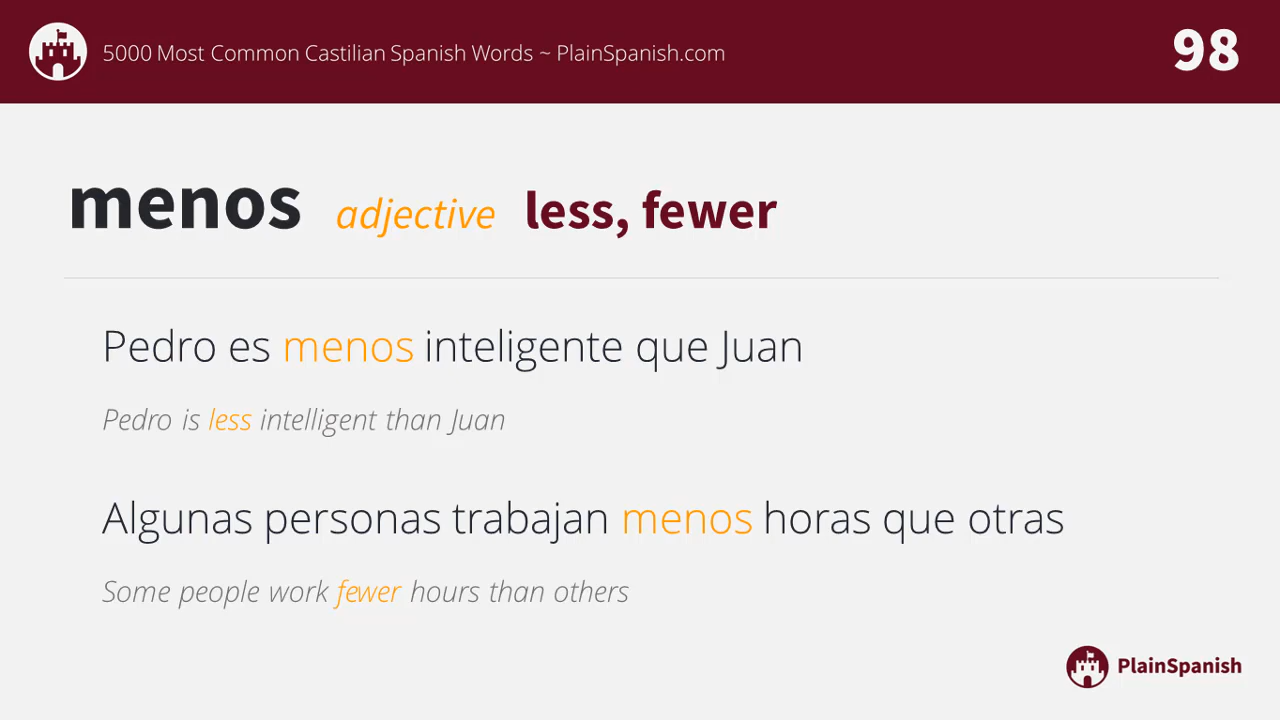 5000 Most Common Castilian Spanish Words ~ PlainSpanish.com
98
menos adjective less, fewer
Pedro es menos inteligente que Juan
Pedro is less intelligent than Juan
Algunas personas trabajan menos horas que otras
Some people work fewer hours than others
PlainSpanish